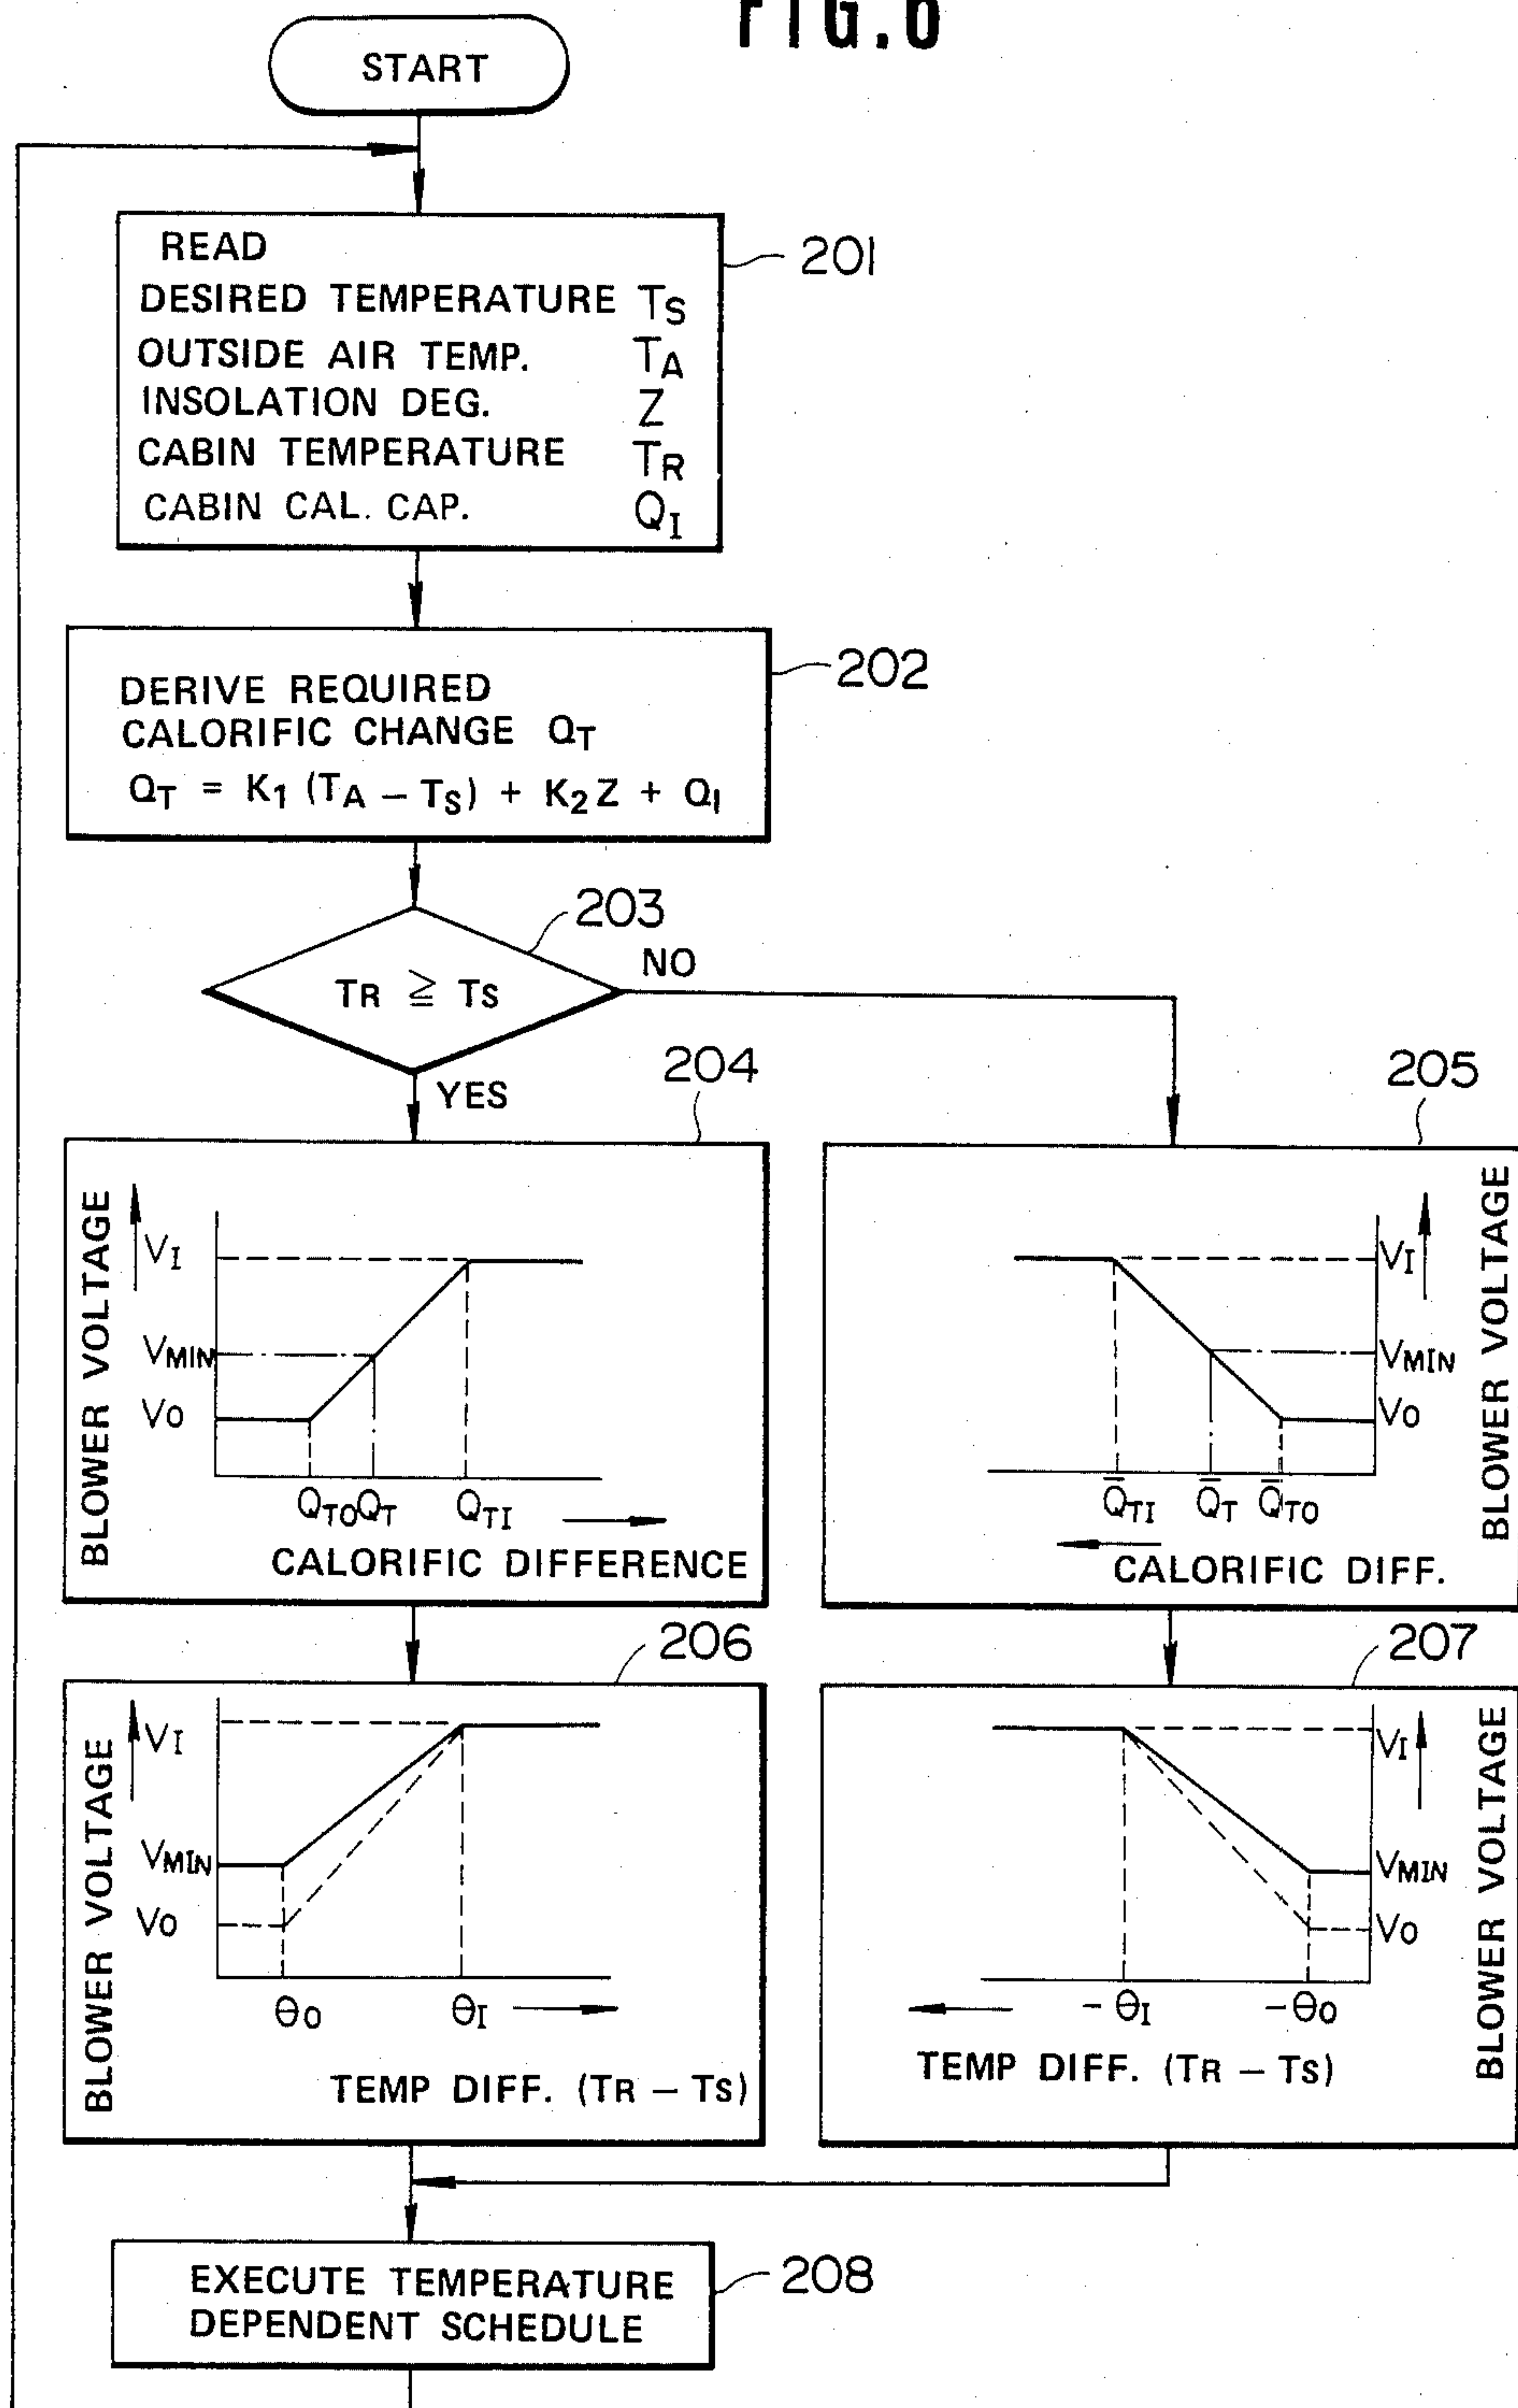 FIG.6
START
READ
DESIRED TEMPERATURE TS
OUTSIDE AIR TEMP. TA
INSOLATION DEG. Z
CABIN TEMPERATURE TR
CABIN CAL. CAP. QI
201
DERIVE REQUIRED
CALORIFIC CHANGE QT
QT = K1 (TA – TS) + K2 Z + QI
202
203
TR ≧ TS
NO
YES
204
BLOWER VOLTAGE
VI
VMIN
VO
QTO QT QTI
CALORIFIC DIFFERENCE
205
BLOWER VOLTAGE
VI
VMIN
VO
Q̄TI Q̄T Q̄TO
CALORIFIC DIFF.
206
BLOWER VOLTAGE
VI
VMIN
VO
θO θI
TEMP DIFF. (TR – TS)
207
BLOWER VOLTAGE
VI
VMIN
VO
– θI –θO
TEMP DIFF. (TR – TS)
EXECUTE TEMPERATURE
DEPENDENT SCHEDULE
208